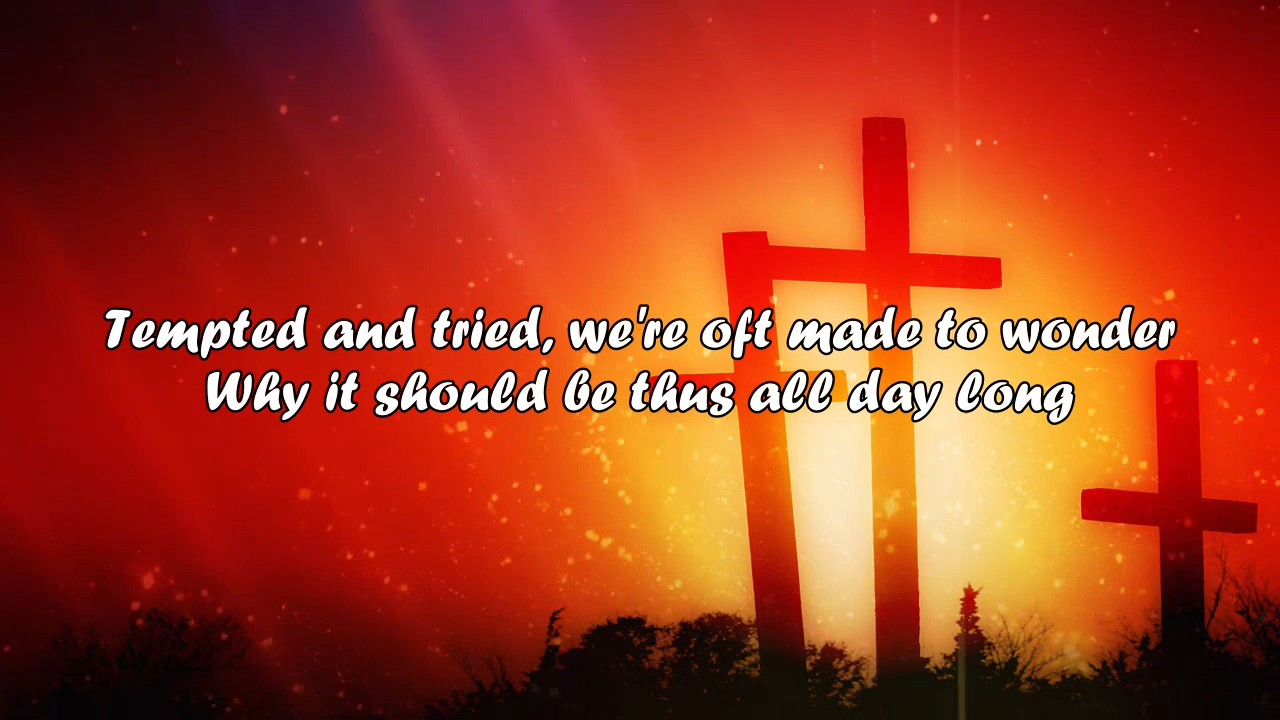 Tempted and tried, we're oft made to wonder
Why it should be thus all day long